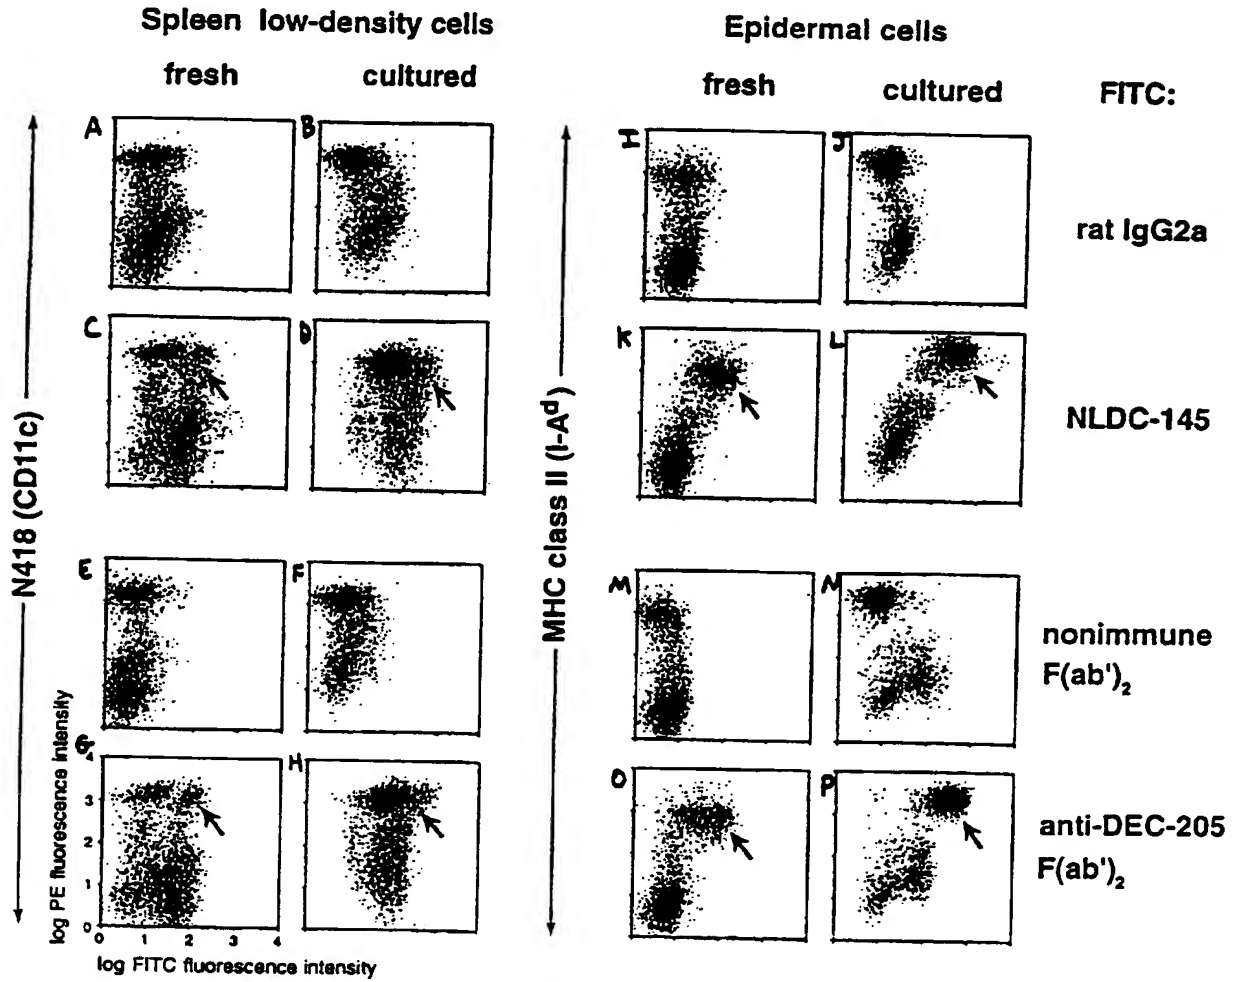 Spleen low-density cells
Epidermal cells
fresh
cultured
fresh
cultured
FITC:
A
B
I
J
rat IgG2a
C
D
K
L
NLDC-145
N418 (CD11c)
MHC class II (I-Aᵈ)
E
F
M
N
nonimmune
F(ab')₂
G
H
O
P
anti-DEC-205
F(ab')₂
log PE fluorescence intensity
4
3
2
1
0
0 1 2 3 4
log FITC fluorescence intensity